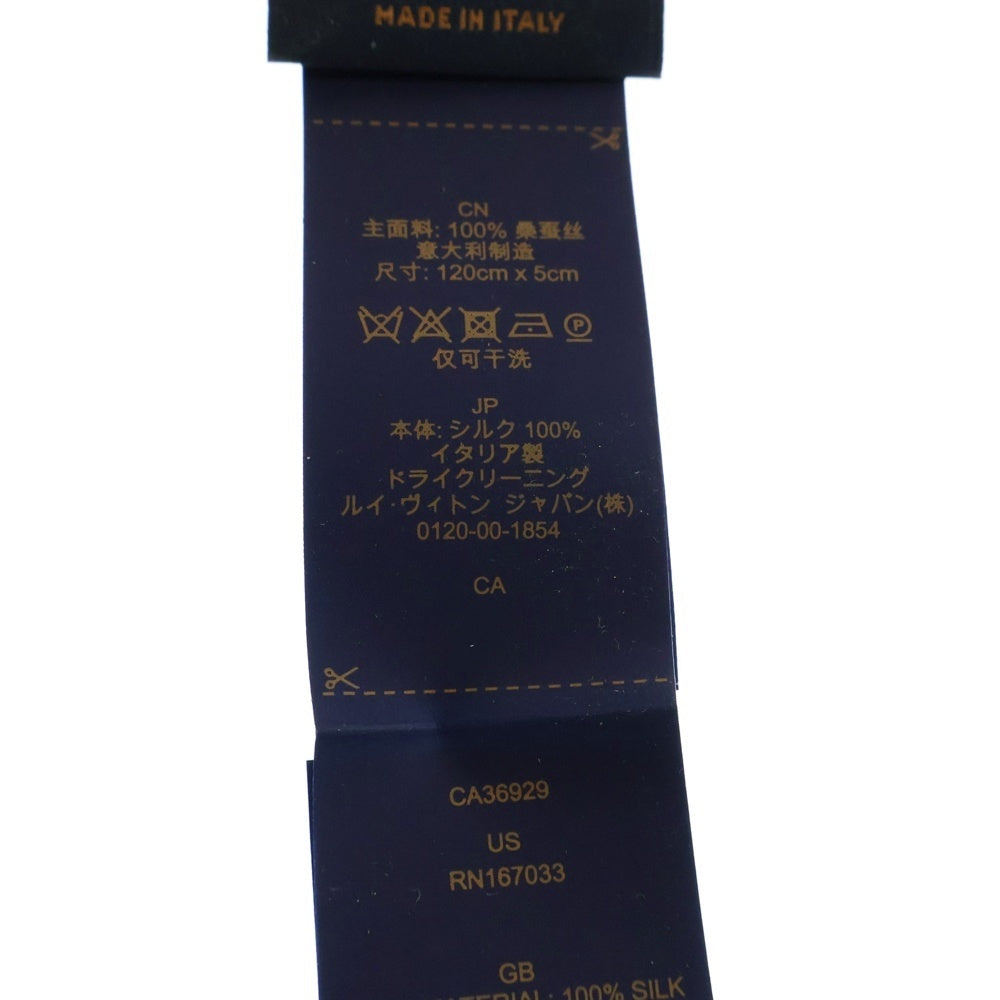 MADE IN ITALY
CN
主面料: 100% 桑蚕丝
意大利制造
尺寸: 120cm x 5cm
P
仅可干洗
JP
本体: シルク 100%
イタリア製
ドライクリーニング
ルイ・ヴィトン ジャパン(株)
0120-00-1854
CA
CA36929
US
RN167033
GB
MATERIAL: 100% SILK